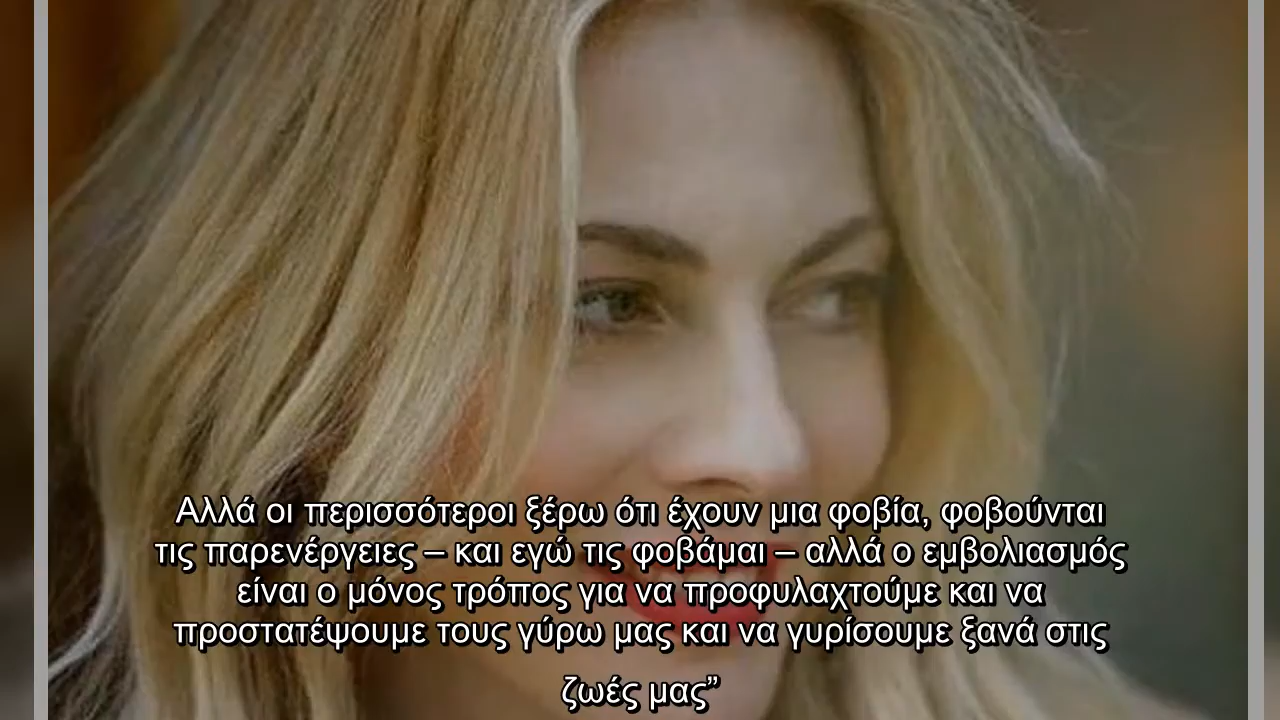 Αλλά οι περισσότεροι ξέρω ότι έχουν μια φοβία, φοβούνται
τις παρενέργειες – και εγώ τις φοβάμαι – αλλά ο εμβολιασμός
είναι ο μόνος τρόπος για να προφυλαχτούμε και να
προστατέψουμε τους γύρω μας και να γυρίσουμε ξανά στις
ζωές μας”